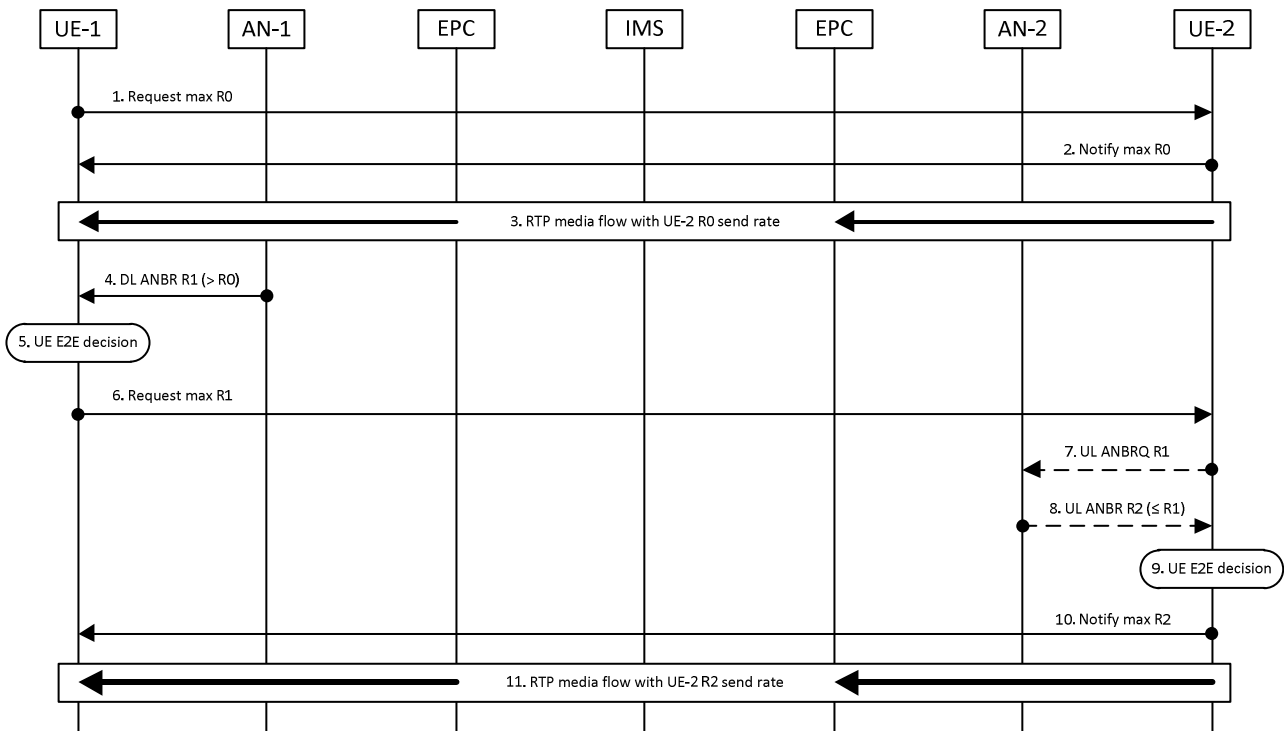 UE-1 AN-1 EPC IMS EPC AN-2 UE-2
1. Request max R0
2. Notify max R0
3. RTP media flow with UE-2 R0 send rate
4. DL ANBR R1 (> R0)
5. UE E2E decision
6. Request max R1
7. UL ANBRQ R1
8. UL ANBR R2 (≤ R1)
9. UE E2E decision
10. Notify max R2
11. RTP media flow with UE-2 R2 send rate